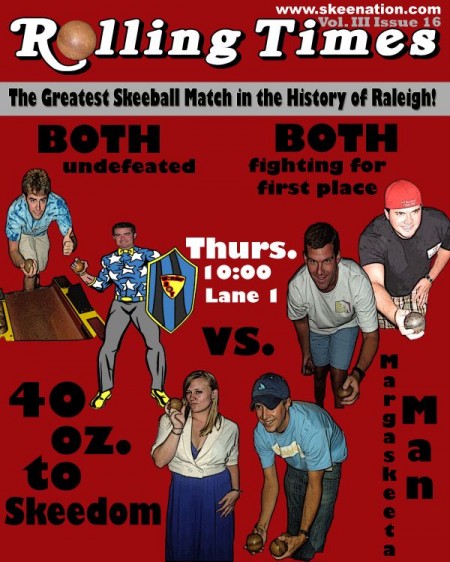 www.skeenation.com
Vol. III Issue 16
Rolling Times
The Greatest Skeeball Match in the History of Raleigh!
BOTH
undefeated
BOTH
fighting for
first place
Thurs.
10:00
Lane 1
vs.
40
oz.
to
Skeedom
Margaskeeta
Man